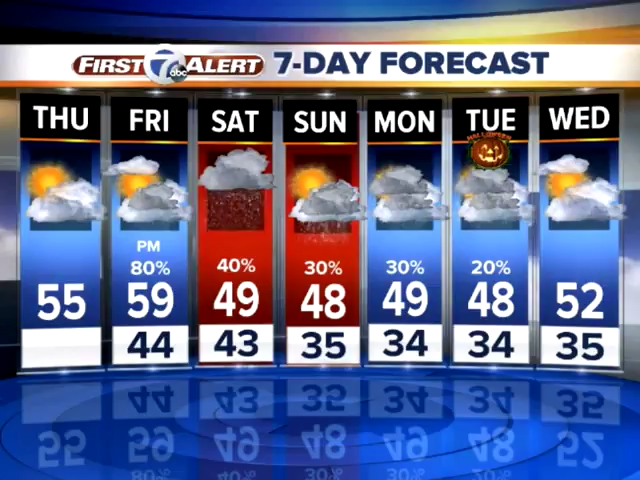 FIRST 7 abc ALERT 7-DAY FORECAST
THU FRI SAT SUN MON TUE WED
HALLOWEEN
PM
80% 40% 30% 30% 20%
55 59 49 48 49 48 52
44 43 35 34 34 35